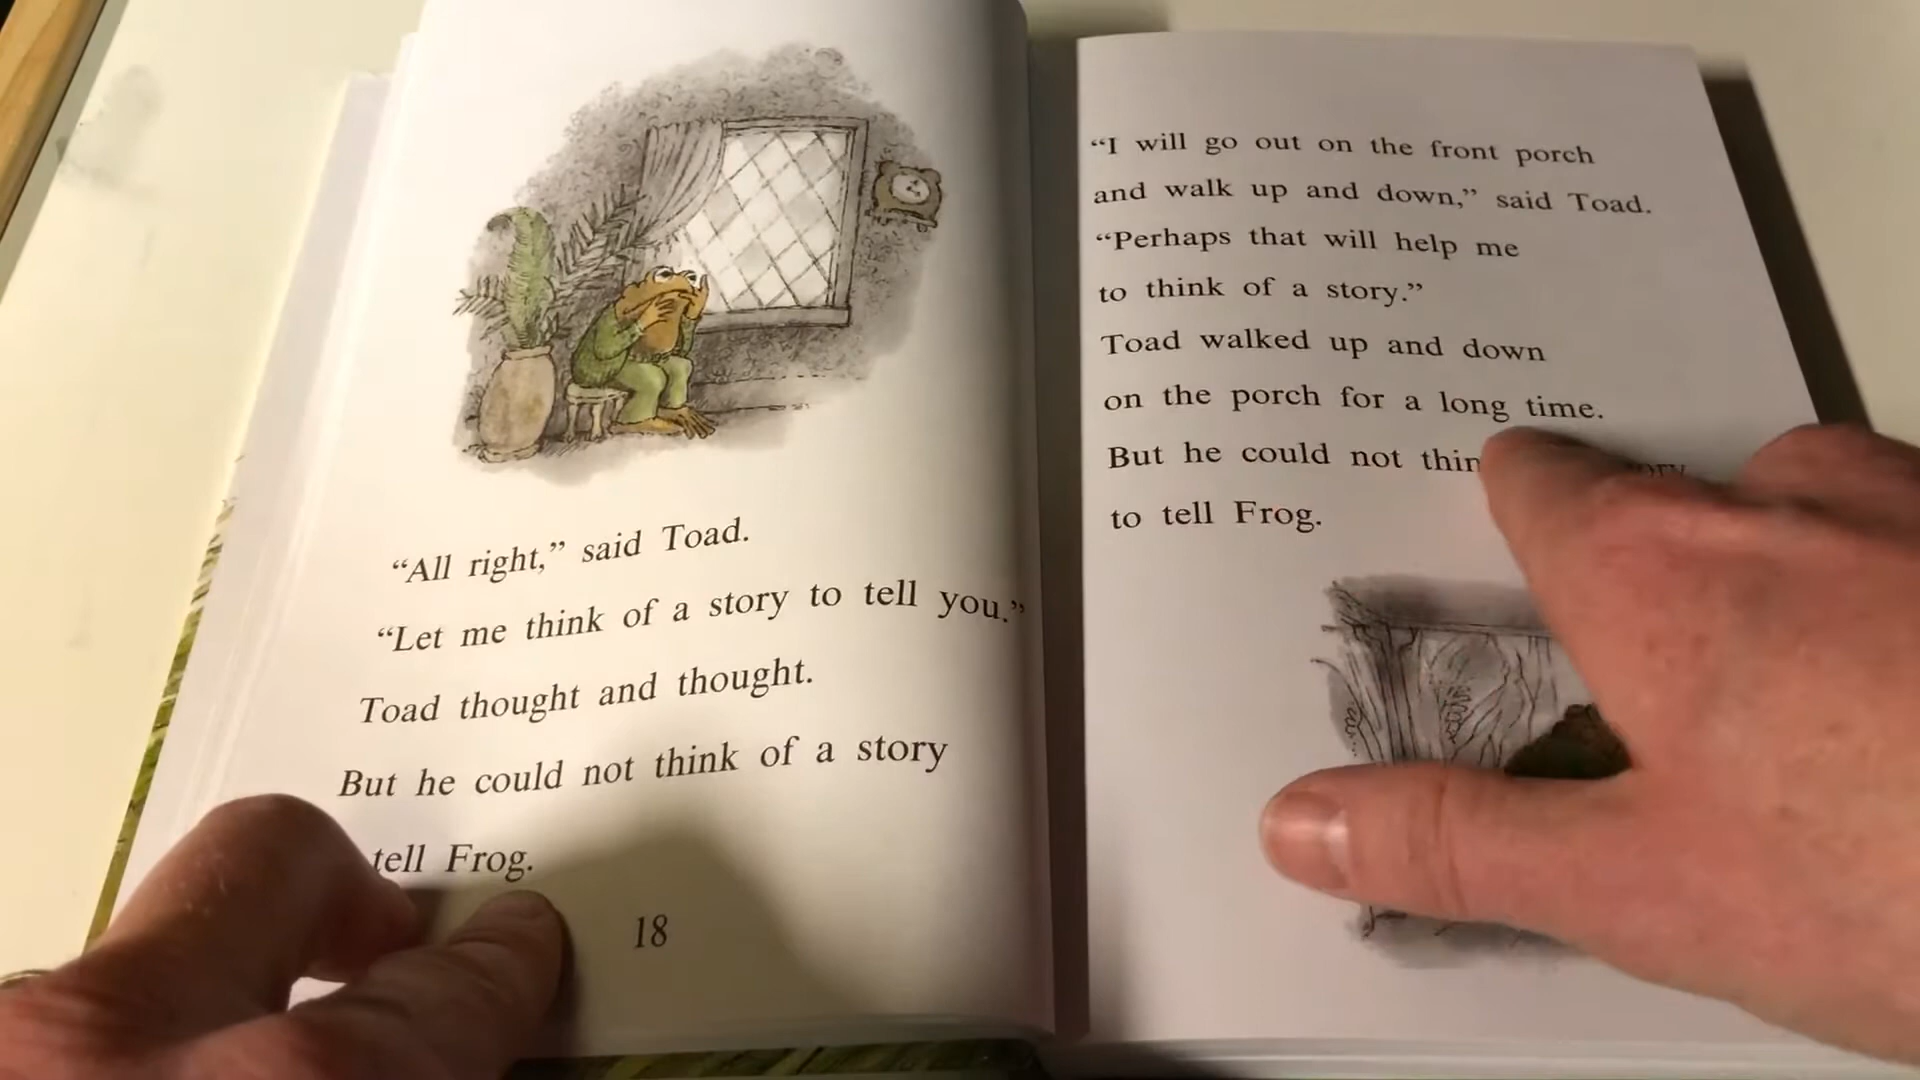 “All right,” said Toad.
“Let me think of a story to tell you.”
Toad thought and thought.
But he could not think of a story
tell Frog.
18
“I will go out on the front porch
and walk up and down,” said Toad.
“Perhaps that will help me
to think of a story.”
Toad walked up and down
on the porch for a long time.
But he could not
to tell Frog.